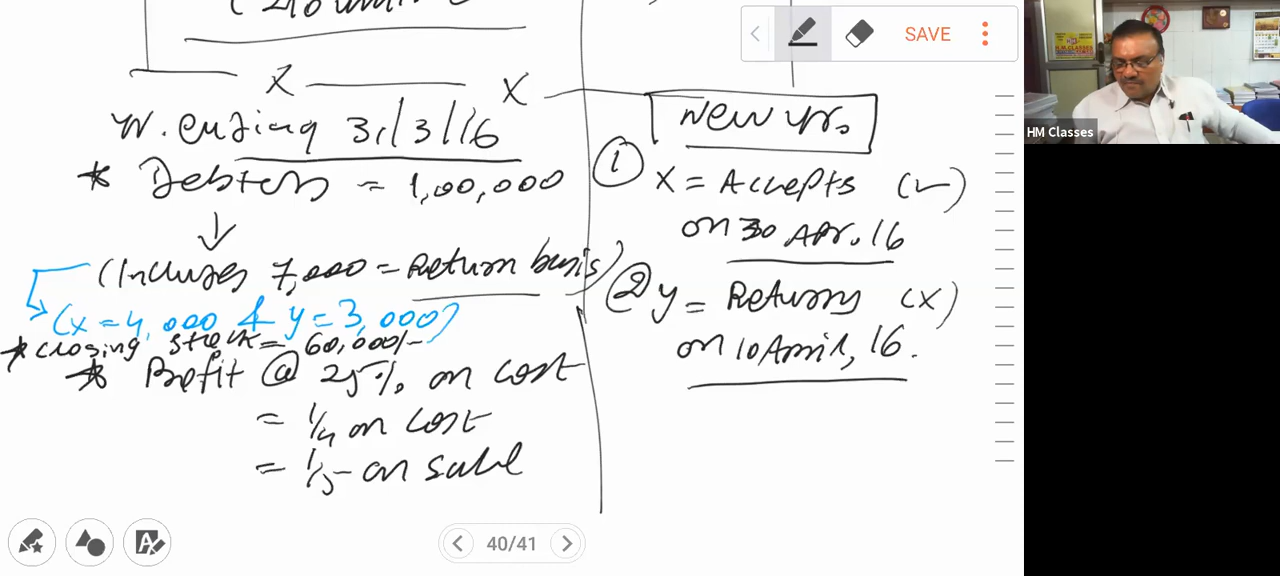 W. ending 31/3/16
* Debtors = 1,00,000
(Includes 7,000 = Return basis)
(x = 4,000 & y = 3,000)
* closing stock = 60,000/-
* Profit @ 25% on cost
= 1/4 on cost
= 1/5 on sale
New yr.
① X = Accepts (✓)
on 30 Apr. 16
② y = Returns (x)
on 10 April, 16.
SAVE
HM Classes
40/41